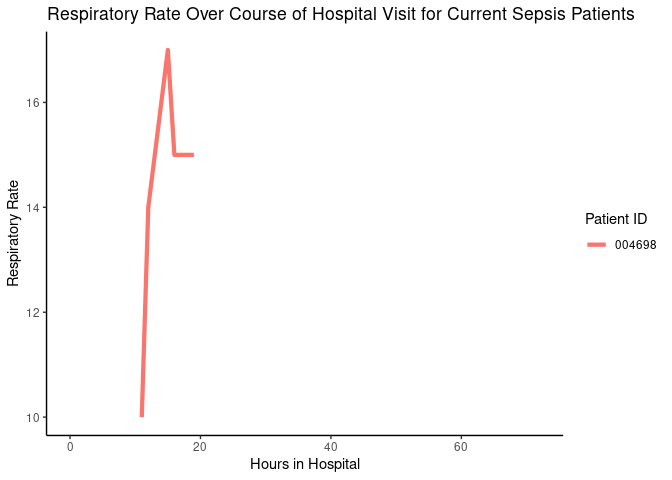 Respiratory Rate Over Course of Hospital Visit for Current Sepsis Patients
Respiratory Rate
16
14
12
10
0 20 40 60
Hours in Hospital
Patient ID
004698